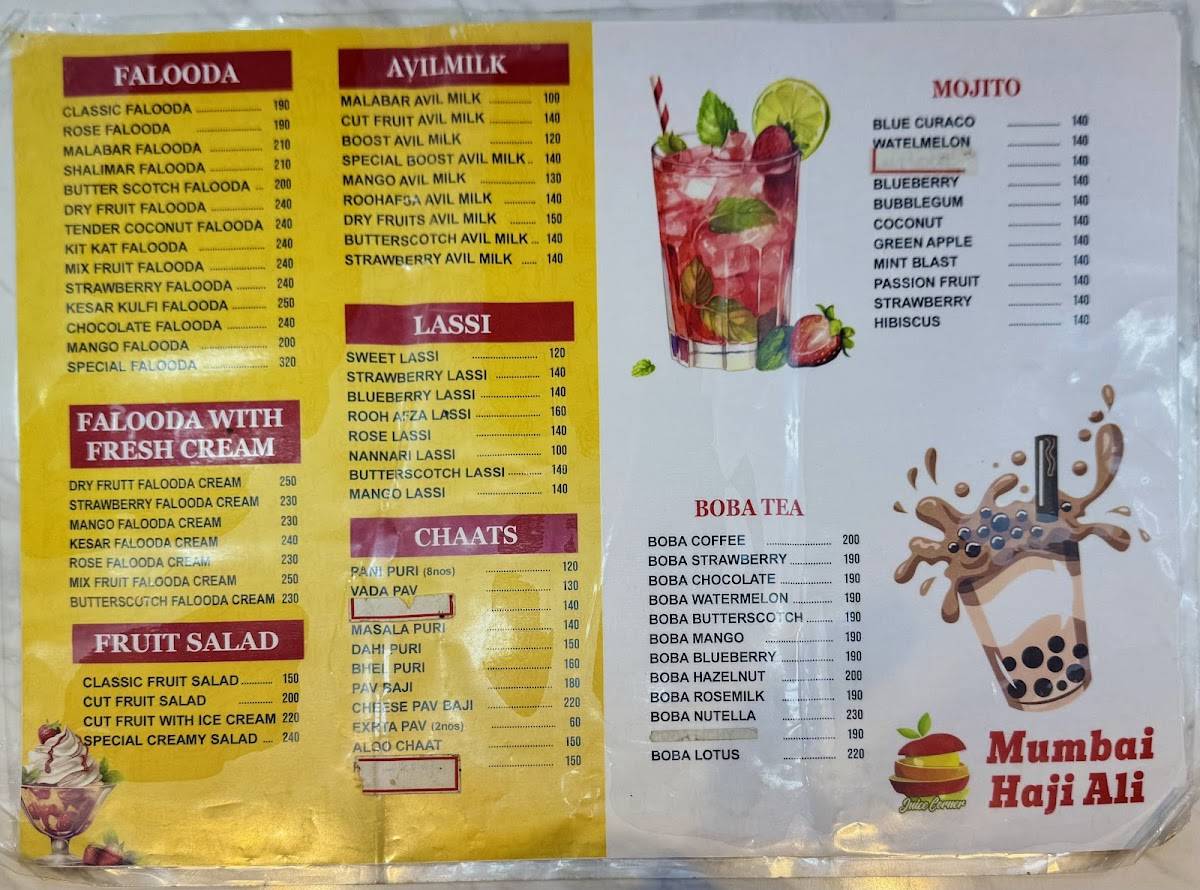 FALOODA
CLASSIC FALOODA 190
ROSE FALOODA 190
MALABAR FALOODA 210
SHALIMAR FALOODA 210
BUTTER SCOTCH FALOODA 200
DRY FRUIT FALOODA 240
TENDER COCONUT FALOODA 240
KIT KAT FALOODA 240
MIX FRUIT FALOODA 240
STRAWBERRY FALOODA 240
KESAR KULFI FALOODA 250
CHOCOLATE FALOODA 240
MANGO FALOODA 200
SPECIAL FALOODA 320
FALOODA WITH
FRESH CREAM
DRY FRUTT FALOODA CREAM 250
STRAWBERRY FALOODA CREAM 230
MANGO FALOODA CREAM 230
KESAR FALOODA CREAM 240
ROSE FALOODA CREAM 230
MIX FRUIT FALOODA CREAM 250
BUTTERSCOTCH FALOODA CREAM 230
FRUIT SALAD
CLASSIC FRUIT SALAD 150
CUT FRUIT SALAD 200
CUT FRUIT WITH ICE CREAM 220
SPECIAL CREAMY SALAD 240
AVILMILK
MALABAR AVIL MILK 100
CUT FRUIT AVIL MILK 140
BOOST AVIL MILK 120
SPECIAL BOOST AVIL MILK 140
MANGO AVIL MILK 130
ROOHAFSA AVIL MILK 140
DRY FRUITS AVIL MILK 150
BUTTERSCOTCH AVIL MILK 140
STRAWBERRY AVIL MILK 140
LASSI
SWEET LASSI 120
STRAWBERRY LASSI 140
BLUEBERRY LASSI 140
ROOH AFZA LASSI 160
ROSE LASSI 140
NANNARI LASSI 100
BUTTERSCOTCH LASSI 140
MANGO LASSI 140
CHAATS
PANI PURI (8nos) 120
VADA PAV 130
140
MASALA PURI 140
DAHI PURI 150
BHEL PURI 160
PAV BAJI 180
CHEESE PAV BAJI 220
EXRTA PAV (2nos) 60
ALOO CHAAT 150
150
MOJITO
BLUE CURACO 140
WATELMELON 140
140
BLUEBERRY 140
BUBBLEGUM 140
COCONUT 140
GREEN APPLE 140
MINT BLAST 140
PASSION FRUIT 140
STRAWBERRY 140
HIBISCUS 140
BOBA TEA
BOBA COFFEE 200
BOBA STRAWBERRY 190
BOBA CHOCOLATE 190
BOBA WATERMELON 190
BOBA BUTTERSCOTCH 190
BOBA MANGO 190
BOBA BLUEBERRY 190
BOBA HAZELNUT 200
BOBA ROSEMILK 190
BOBA NUTELLA 230
190
BOBA LOTUS 220
Juice Corner
Mumbai
Haji Ali